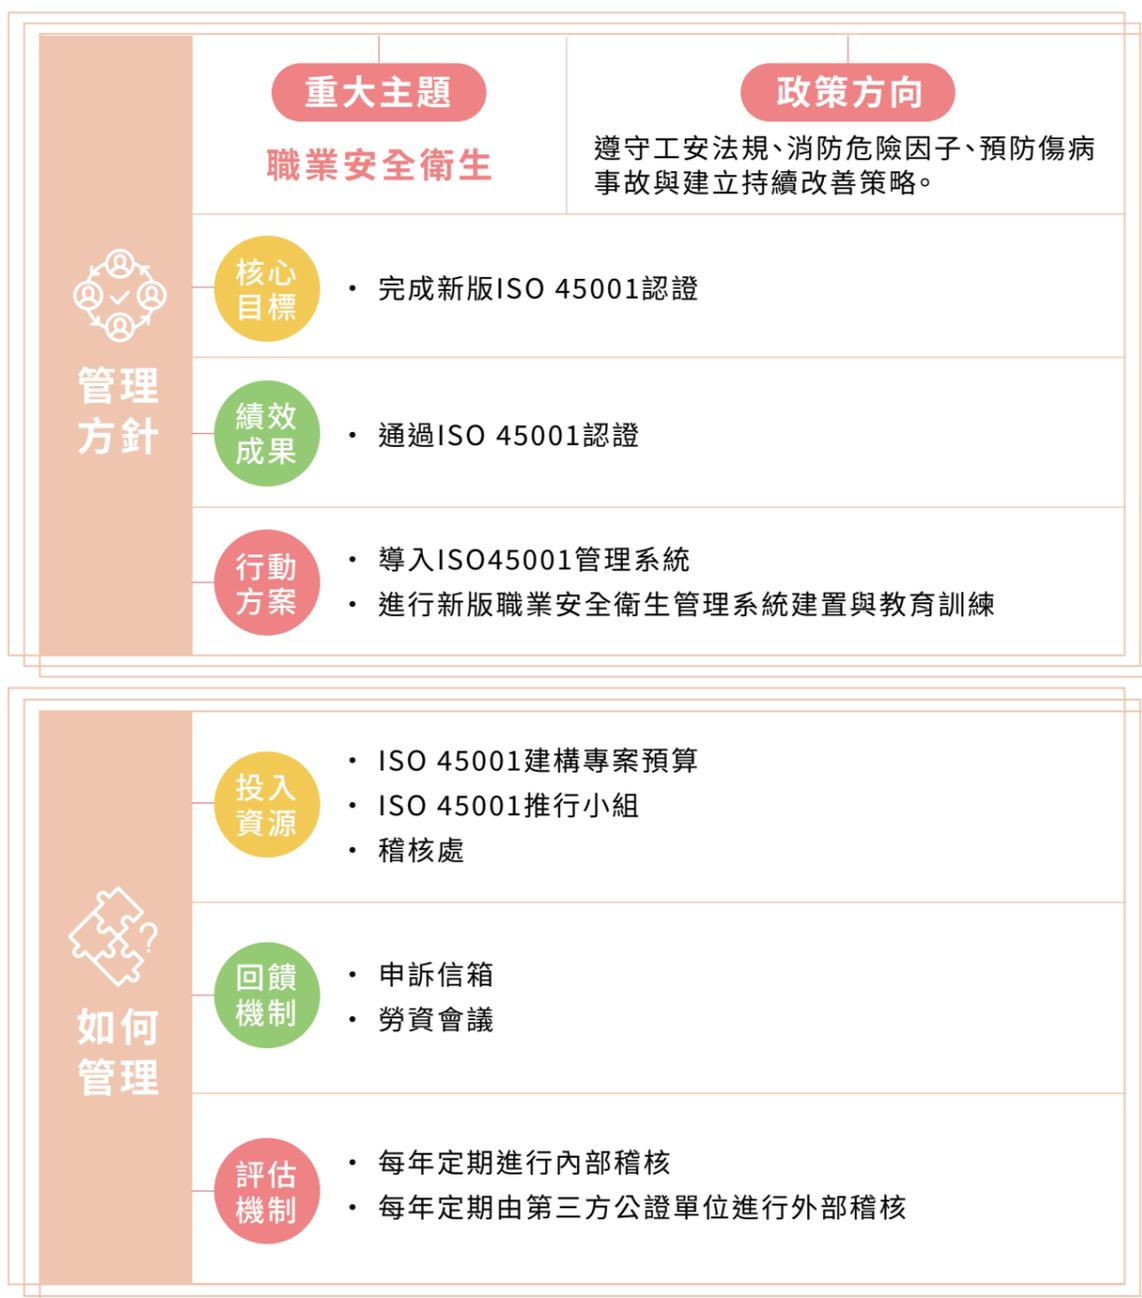 重大主題
職業安全衛生
政策方向
遵守工安法規、消防危險因子、預防傷病
事故與建立持續改善策略。
管理
方針
核心
目標
• 完成新版ISO 45001認證
績效
成果
• 通過ISO 45001認證
行動
方案
• 導入ISO45001管理系統
• 進行新版職業安全衛生管理系統建置與教育訓練
如何
管理
投入
資源
• ISO 45001建構專案預算
• ISO 45001推行小組
• 稽核處
回饋
機制
• 申訴信箱
• 勞資會議
評估
機制
• 每年定期進行內部稽核
• 每年定期由第三方公證單位進行外部稽核